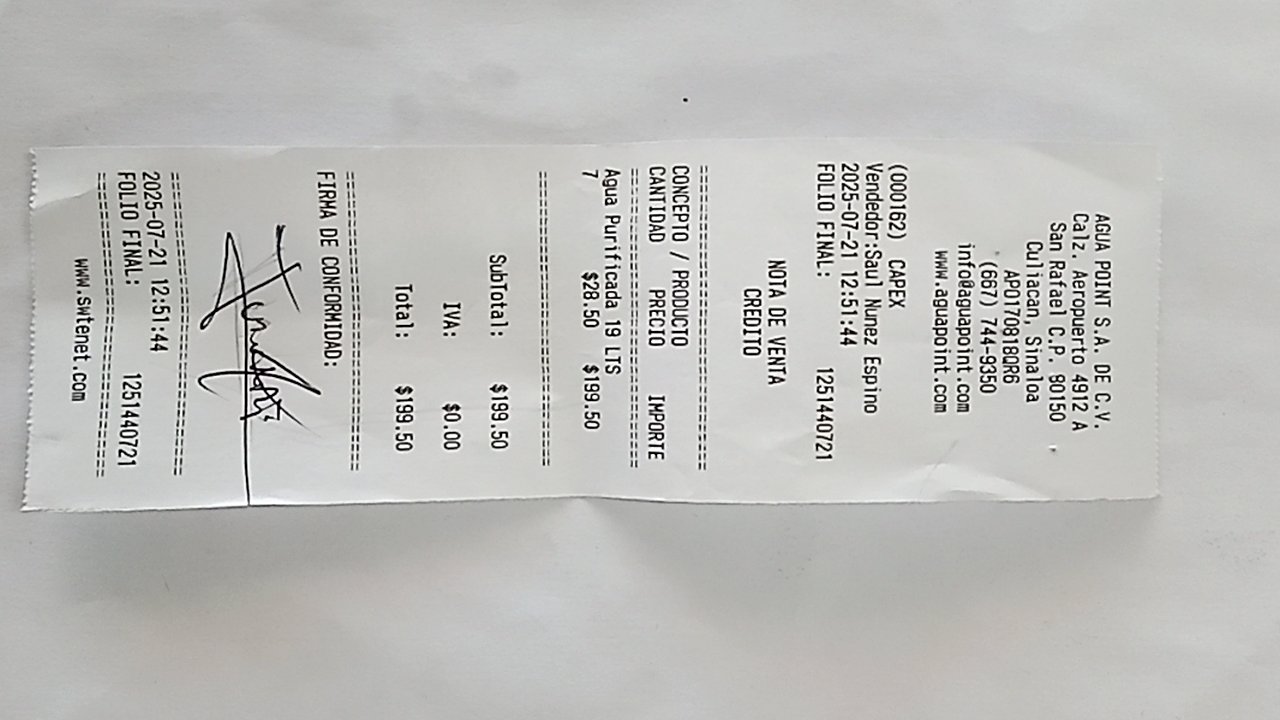 AGUA POINT S.A. DE C.V.
Calz. Aeropuerto 4912 A
San Rafael C.P. 80150
Culiacan, Sinaloa
APO170818QR6
(667) 744-9350
info@aguapoint.com
www.aguapoint.com
(000162) CAPEX
Vendedor:Saul Nunez Espino
2025-07-21 12:51:44
FOLIO FINAL: 1251440721
NOTA DE VENTA
CREDITO
================================
CONCEPTO / PRODUCTO
CANTIDAD PRECIO IMPORTE
================================
Agua Purificada 19 LTS
7 $28.50 $199.50
================================
SubTotal: $199.50
IVA: $0.00
Total: $199.50
================================
FIRMA DE CONFORMIDAD:
================================
2025-07-21 12:51:44
FOLIO FINAL: 1251440721
================================
www.swtenet.com